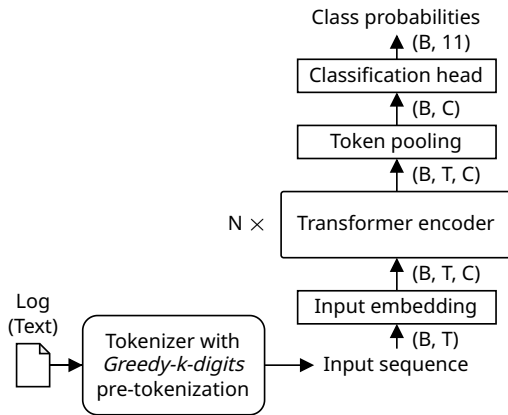 Class probabilities
(B, 11)
Classification head
(B, C)
Token pooling
(B, T, C)
N × Transformer encoder
(B, T, C)
Input embedding
(B, T)
Input sequence
Log
(Text)
Tokenizer with
Greedy-k-digits
pre-tokenization